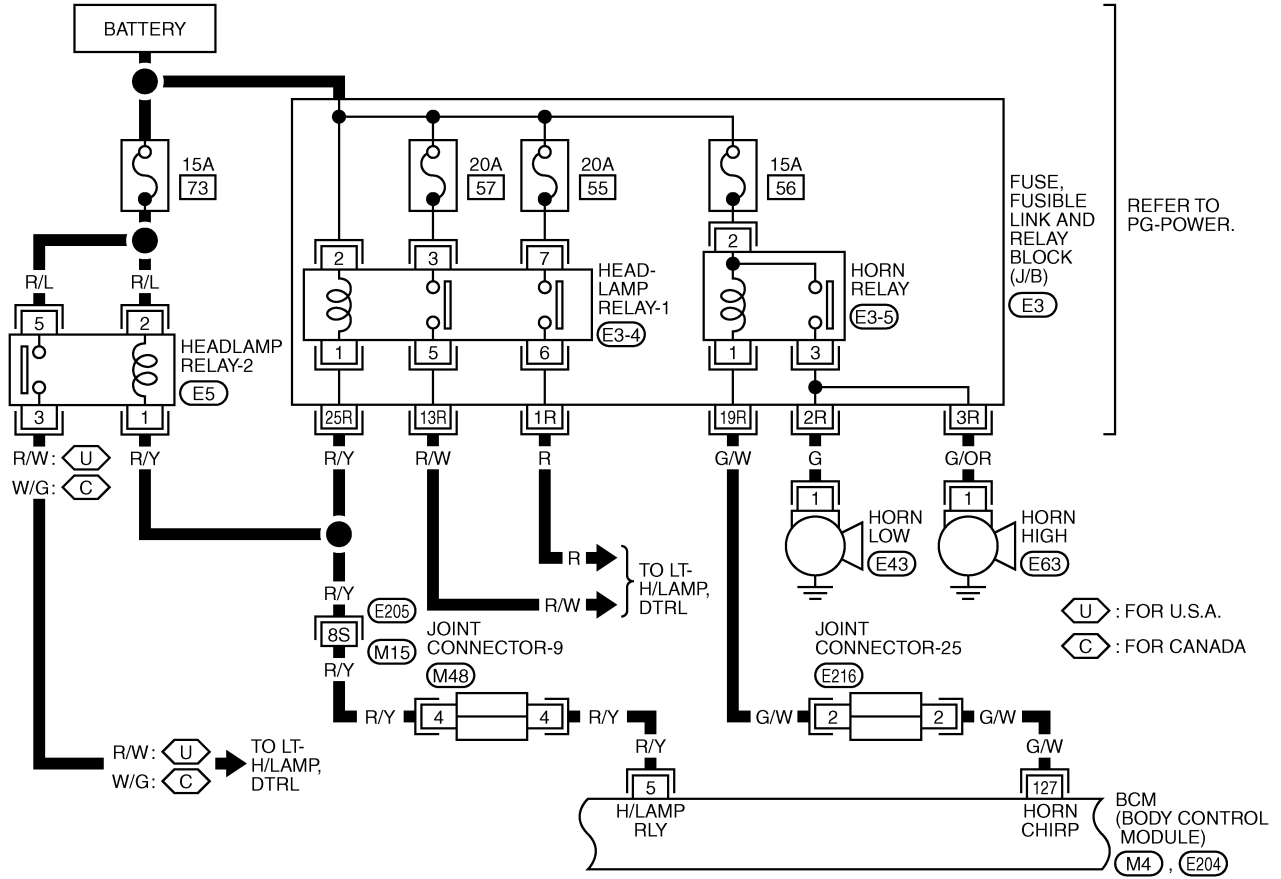 BATTERY
15A
73
20A
57
20A
55
15A
56
FUSE,
FUSIBLE
LINK AND
RELAY
BLOCK
(J/B)
E3
REFER TO
PG-POWER.
R/L
R/L
5
2
HEADLAMP
RELAY-2
E5
3
1
2
3
7
HEAD-
LAMP
RELAY-1
E3-4
1
5
6
2
HORN
RELAY
E3-5
1
3
25R
13R
1R
19R
2R
3R
R/W: U
W/G: C
R/Y
R/Y
R/W
R
G/W
G
G/OR
1
1
HORN
LOW
E43
HORN
HIGH
E63
R
R/W
TO LT-
H/LAMP,
DTRL
R/Y
E205
8S
M15
R/Y
JOINT
CONNECTOR-9
M48
R/Y
4
4
R/Y
R/Y
JOINT
CONNECTOR-25
E216
G/W
2
2
G/W
G/W
U : FOR U.S.A.
C : FOR CANADA
R/W: U
W/G: C
TO LT-
H/LAMP,
DTRL
5
H/LAMP
RLY
127
HORN
CHIRP
BCM
(BODY CONTROL
MODULE)
M4 , E204